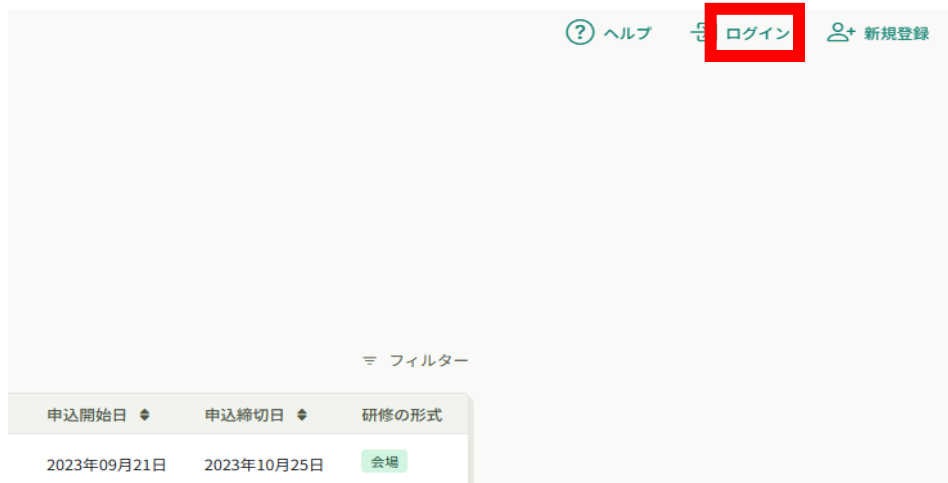 ヘルプ ログイン 新規登録
フィルター
申込開始日 申込締切日 研修の形式
2023年09月21日 2023年10月25日 会場